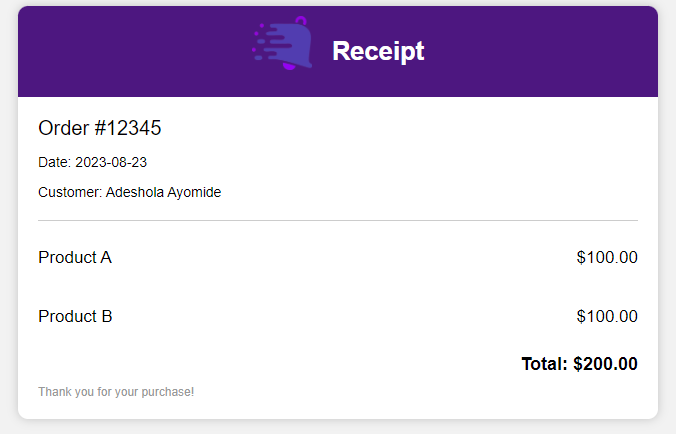 Receipt
Order #12345
Date: 2023-08-23
Customer: Adeshola Ayomide
Product A $100.00
Product B $100.00
Total: $200.00
Thank you for your purchase!